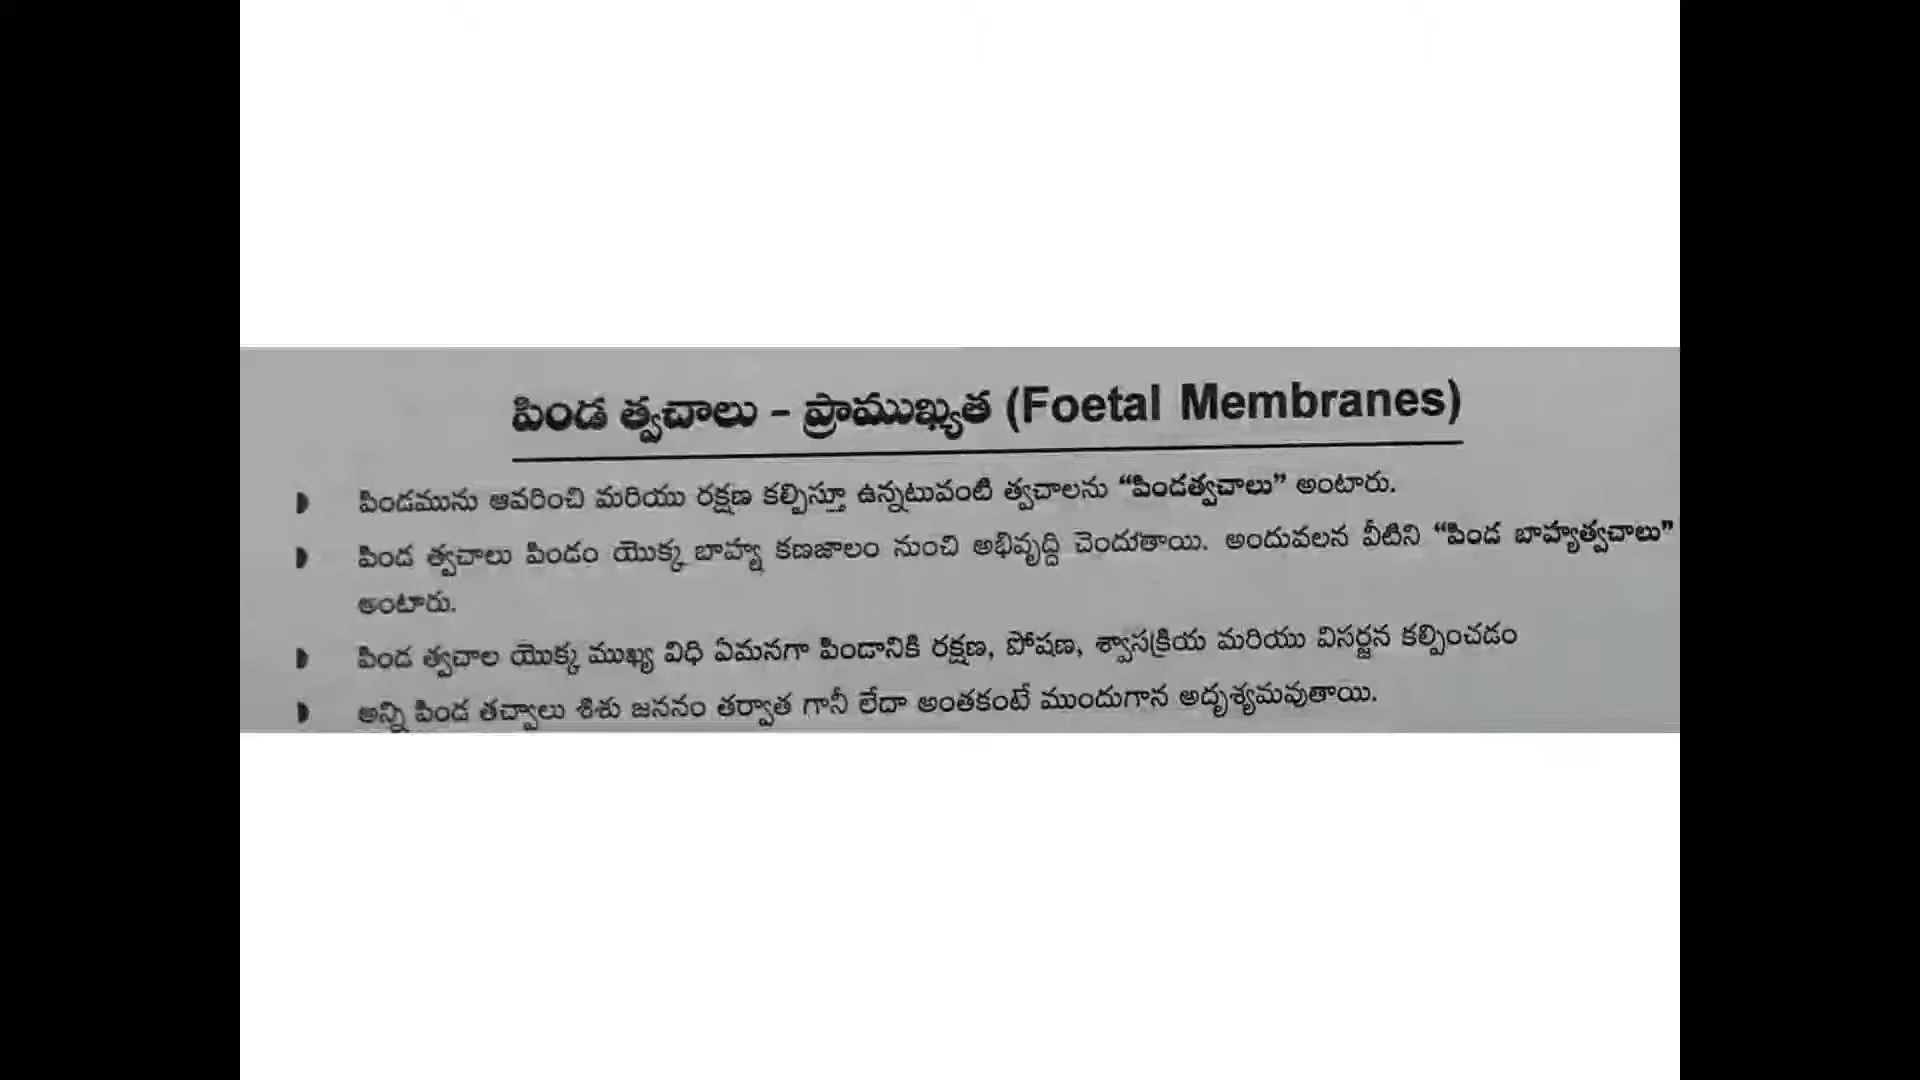 పిండ త్వచాలు – ప్రాముఖ్యత (Foetal Membranes)
పిండమును ఆవరించి మరియు రక్షణ కల్పిస్తూ ఉన్నటువంటి త్వచాలను “పిండత్వచాలు” అంటారు.
పిండ త్వచాలు పిండం యొక్క బాహ్య కణజాలం నుంచి అభివృద్ది చెందుతాయి. అందువలన వీటిని “పిండ బాహ్యత్వచాలు”
అంటారు.
పిండ త్వచాల యొక్క ముఖ్య విధి ఏమనగా పిండానికి రక్షణ, పోషణ, శ్వాసక్రియ మరియు విసర్జన కల్పించడం
అన్ని పిండ తచ్వాలు శిశు జననం తర్వాత గానీ లేదా అంతకంటే ముందుగాన అదృశ్యమవుతాయి.